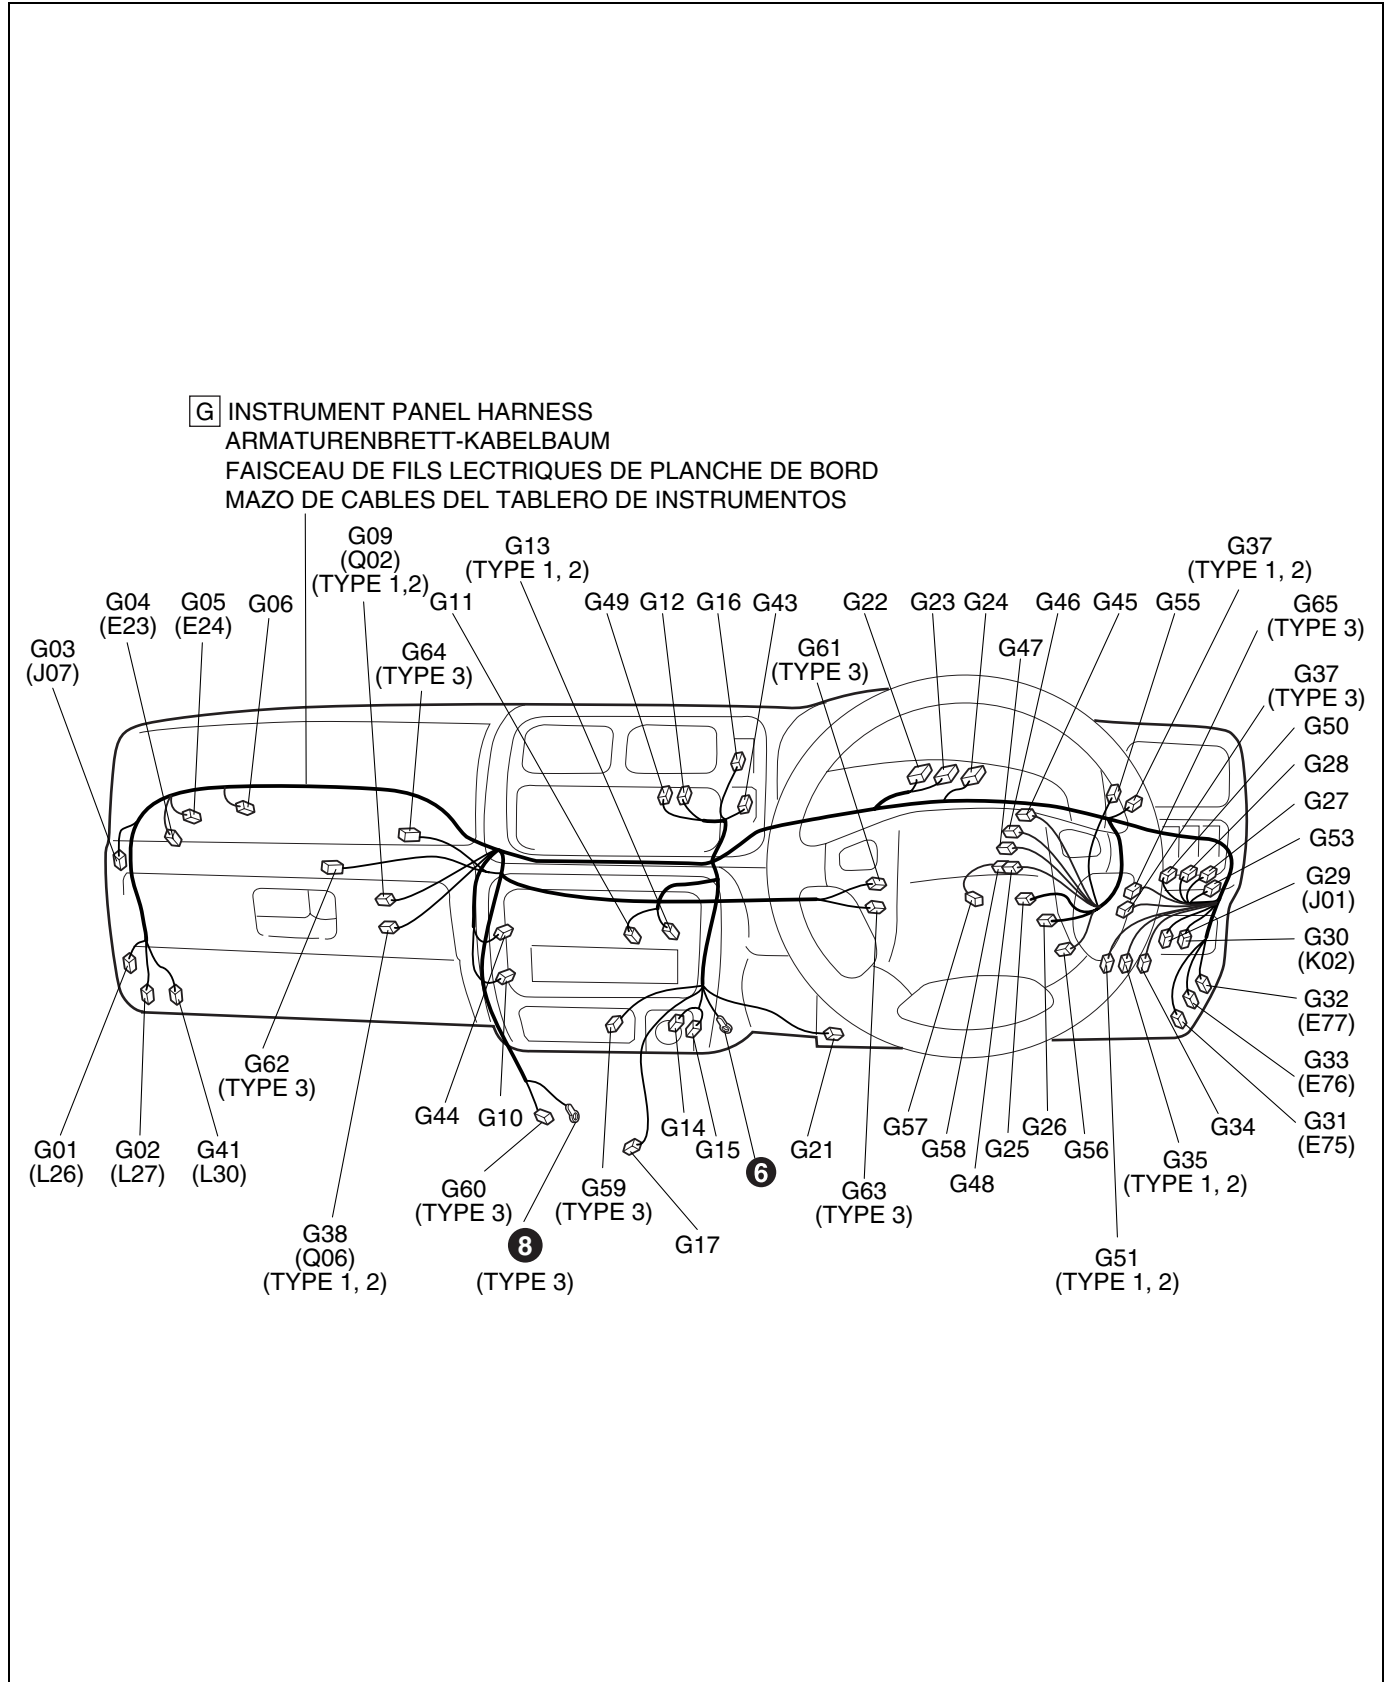 G INSTRUMENT PANEL HARNESS
ARMATURENBRETT-KABELBAUM
FAISCEAU DE FILS LECTRIQUES DE PLANCHE DE BORD
MAZO DE CABLES DEL TABLERO DE INSTRUMENTOS
G09
(Q02)
(TYPE 1,2)
G13
(TYPE 1, 2)
G37
(TYPE 1, 2)
G04
(E23)
G05
(E24)
G06
G11
G49
G12
G16
G43
G22
G23
G24
G46
G45
G55
G65
(TYPE 3)
G03
(J07)
G64
(TYPE 3)
G61
(TYPE 3)
G47
G37
(TYPE 3)
G50
G28
G27
G53
G29
(J01)
G30
(K02)
G32
(E77)
G33
(E76)
G31
(E75)
G62
(TYPE 3)
G44
G10
G14
G15
6
G21
G57
G58
G48
G25
G26
G56
G34
G35
(TYPE 1, 2)
G01
(L26)
G02
(L27)
G41
(L30)
G60
(TYPE 3)
G59
(TYPE 3)
G63
(TYPE 3)
G38
(Q06)
(TYPE 1, 2)
8
(TYPE 3)
G17
G51
(TYPE 1, 2)